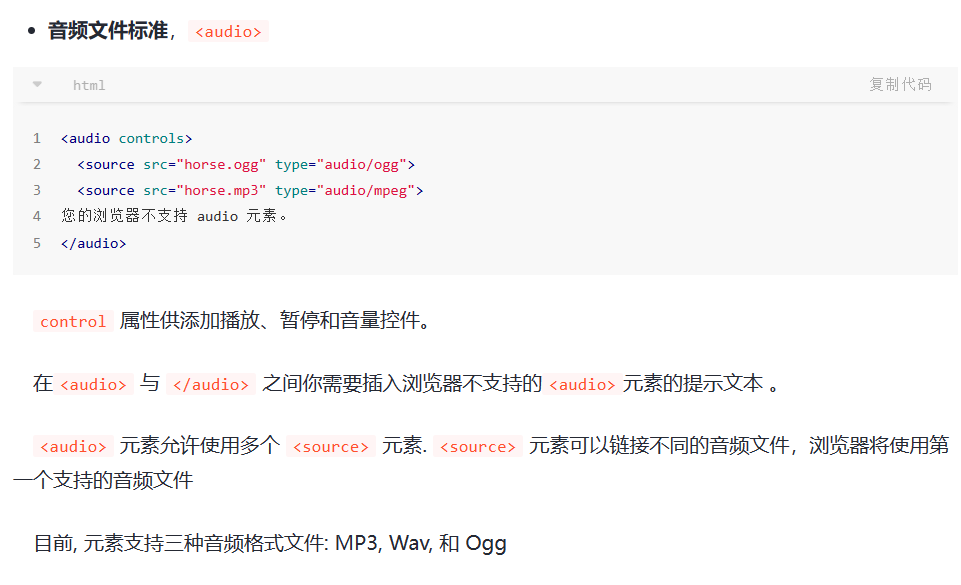 音频文件标准，<audio>
html 复制代码
1 <audio controls>
2   <source src="horse.ogg" type="audio/ogg">
3   <source src="horse.mp3" type="audio/mpeg">
4 您的浏览器不支持 audio 元素。
5 </audio>
control 属性供添加播放、暂停和音量控件。
在<audio> 与 </audio> 之间你需要插入浏览器不支持的<audio>元素的提示文本 。
<audio> 元素允许使用多个 <source> 元素. <source> 元素可以链接不同的音频文件，浏览器将使用第
一个支持的音频文件
目前, 元素支持三种音频格式文件: MP3, Wav, 和 Ogg